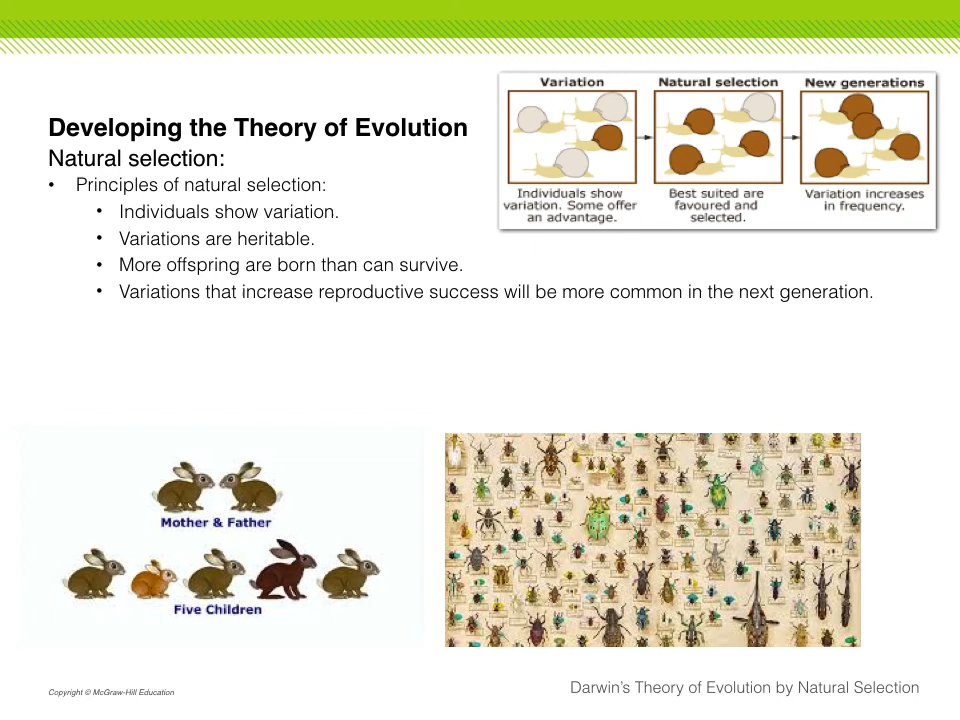 Developing the Theory of Evolution
Natural selection:
• Principles of natural selection:
• Individuals show variation.
• Variations are heritable.
• More offspring are born than can survive.
• Variations that increase reproductive success will be more common in the next generation.
Variation
Individuals show
variation. Some offer
an advantage.
Natural selection
Best suited are
favoured and
selected.
New generations
Variation increases
in frequency.
Mother & Father
Five Children
Copyright © McGraw-Hill Education
Darwin’s Theory of Evolution by Natural Selection